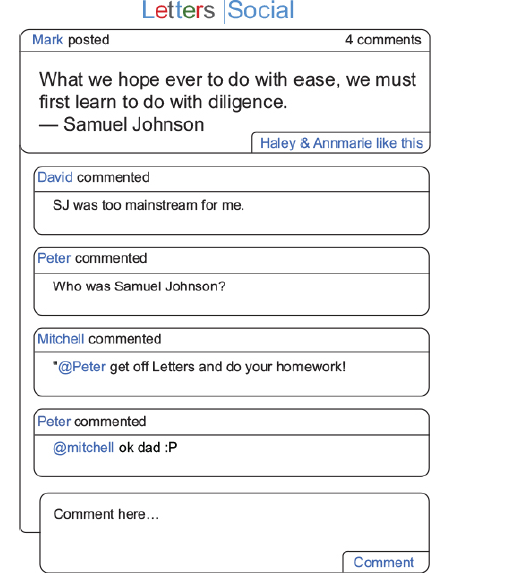 Letters |Social
Mark posted 4 comments
What we hope ever to do with ease, we must
first learn to do with diligence.
— Samuel Johnson
Haley & Annmarie like this
David commented
SJ was too mainstream for me.
Peter commented
Who was Samuel Johnson?
Mitchell commented
"@Peter get off Letters and do your homework!
Peter commented
@mitchell ok dad :P
Comment here...
Comment